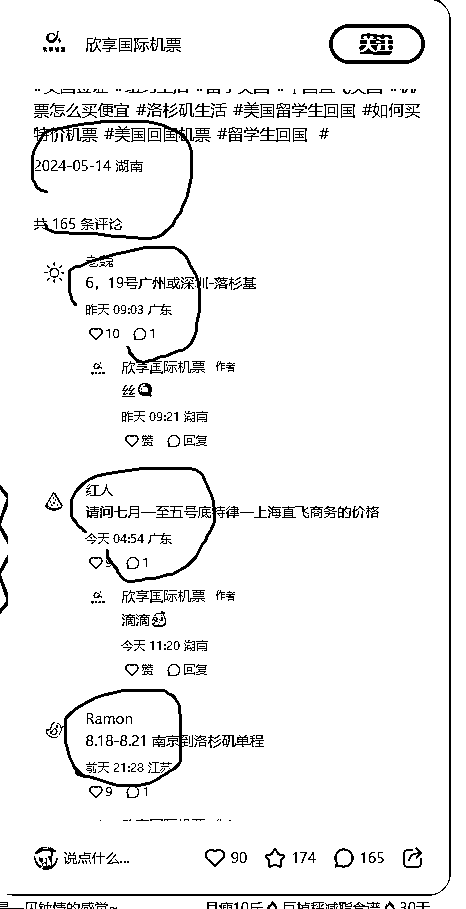 欣享国际机票
关注
票怎么买便宜 #洛杉矶生活 #美国留学生回国 #如何买
特价机票 #美国回国机票 #留学生回国 #
2024-05-14 湖南
共 165 条评论
6，19号广州或深圳-落杉基
昨天 09:03 广东
10 1
欣享国际机票 作者
丝
昨天 09:21 湖南
赞 回复
红人
请问七月一至五号底特律—上海直飞商务的价格
今天 04:54 广东
9 1
欣享国际机票 作者
滴滴
今天 11:20 湖南
赞 回复
Ramon
8.18-8.21 南京到洛杉矶单程
前天 21:28 江苏
9 1
说点什么... 90 174 165